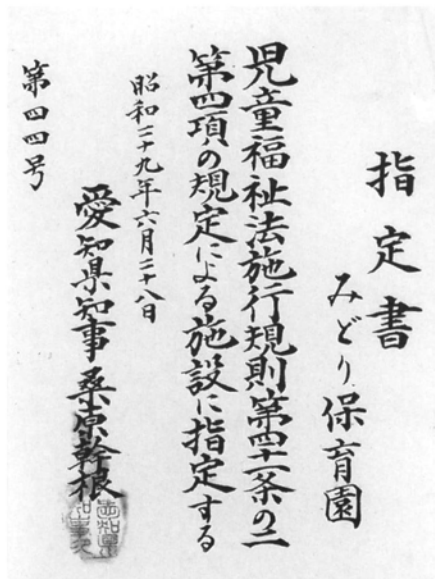 指定書
みどり保育園
児童福祉法施行規則第四十一条の二
第四項の規定による施設に指定する
昭和二十九年六月二十八日
愛知県知事桑原幹根
第四四号